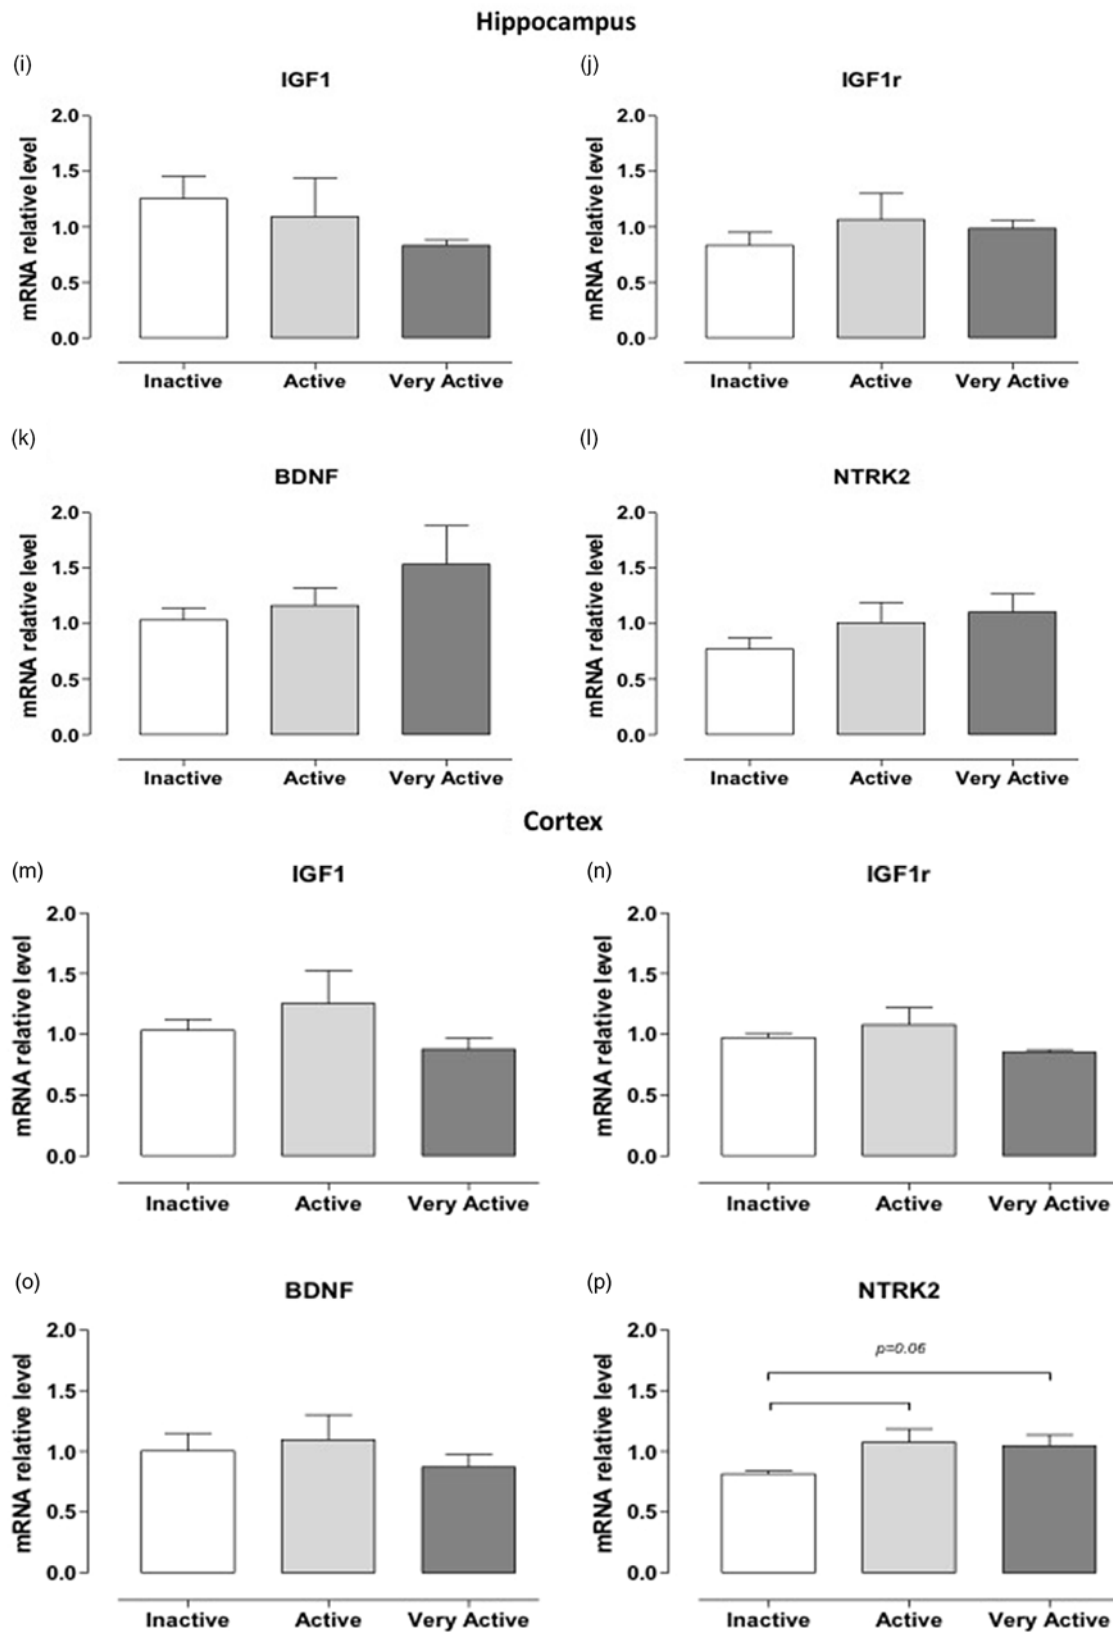 Hippocampus
(i)
IGF1
mRNA relative level
2.0
1.5
1.0
0.5
0.0
Inactive Active Very Active
(j)
IGF1r
mRNA relative level
2.0
1.5
1.0
0.5
0.0
Inactive Active Very Active
(k)
BDNF
mRNA relative level
2.0
1.5
1.0
0.5
0.0
Inactive Active Very Active
(l)
NTRK2
mRNA relative level
2.0
1.5
1.0
0.5
0.0
Inactive Active Very Active
Cortex
(m)
IGF1
mRNA relative level
2.0
1.5
1.0
0.5
0.0
Inactive Active Very Active
(n)
IGF1r
mRNA relative level
2.0
1.5
1.0
0.5
0.0
Inactive Active Very Active
(o)
BDNF
mRNA relative level
2.0
1.5
1.0
0.5
0.0
Inactive Active Very Active
(p)
NTRK2
mRNA relative level
2.0
1.5
1.0
0.5
0.0
p=0.06
Inactive Active Very Active